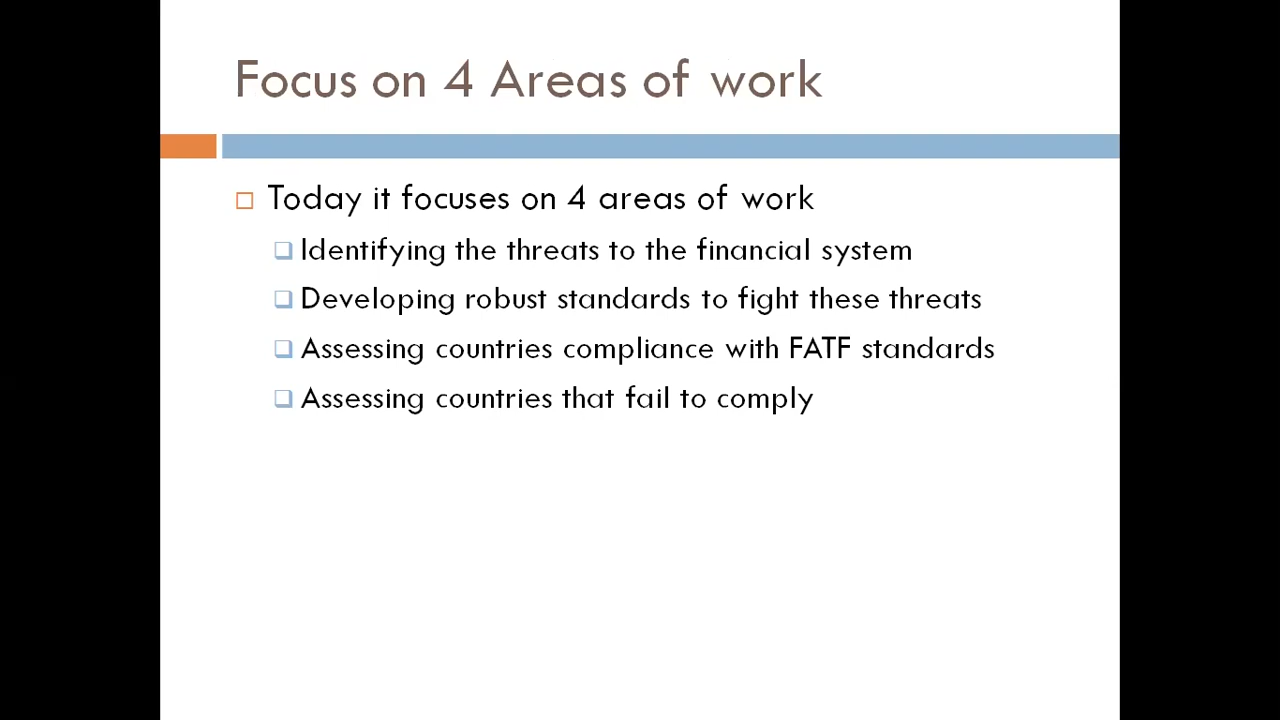 Focus on 4 Areas of work
Today it focuses on 4 areas of work
Identifying the threats to the financial system
Developing robust standards to fight these threats
Assessing countries compliance with FATF standards
Assessing countries that fail to comply